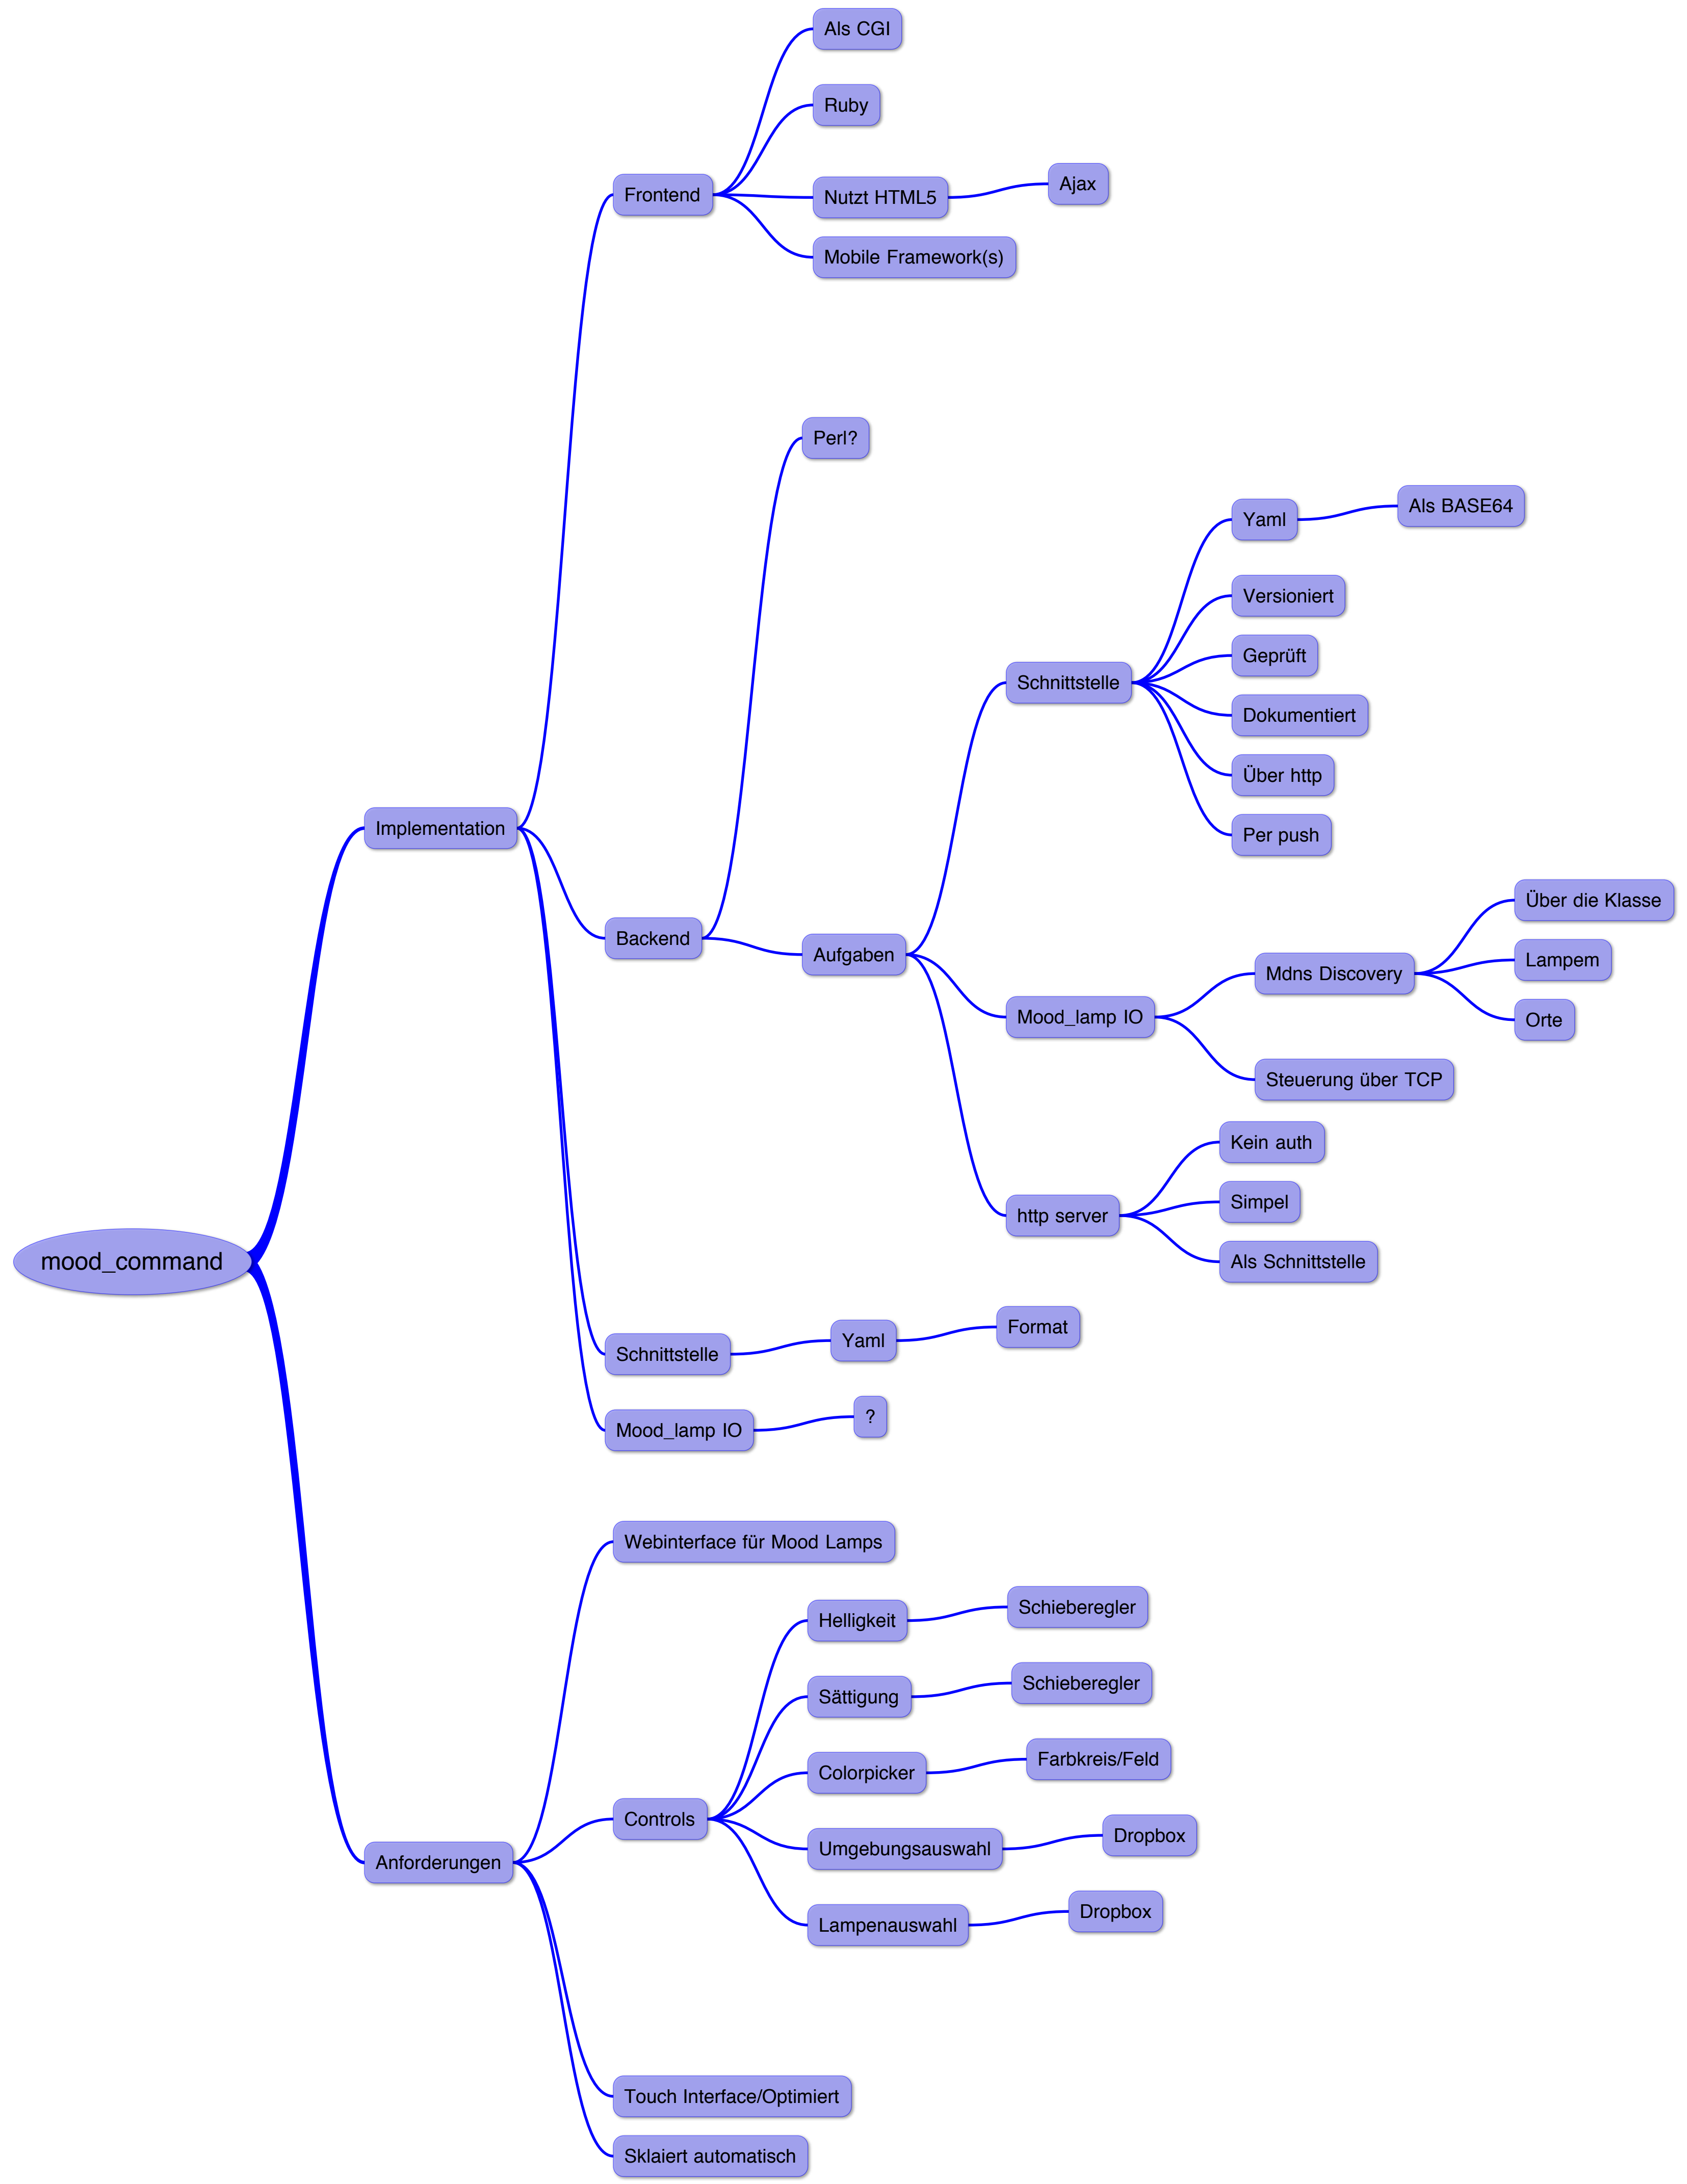 mood_command
Implementation
Frontend
Als CGI
Ruby
Nutzt HTML5
Ajax
Mobile Framework(s)
Backend
Perl?
Aufgaben
Schnittstelle
Yaml
Als BASE64
Versioniert
Geprüft
Dokumentiert
Über http
Per push
Mood_lamp IO
Mdns Discovery
Über die Klasse
Lampem
Orte
Steuerung über TCP
http server
Kein auth
Simpel
Als Schnittstelle
Schnittstelle
Yaml
Format
Mood_lamp IO
?
Anforderungen
Webinterface für Mood Lamps
Controls
Helligkeit
Schieberegler
Sättigung
Schieberegler
Colorpicker
Farbkreis/Feld
Umgebungsauswahl
Dropbox
Lampenauswahl
Dropbox
Touch Interface/Optimiert
Sklaiert automatisch